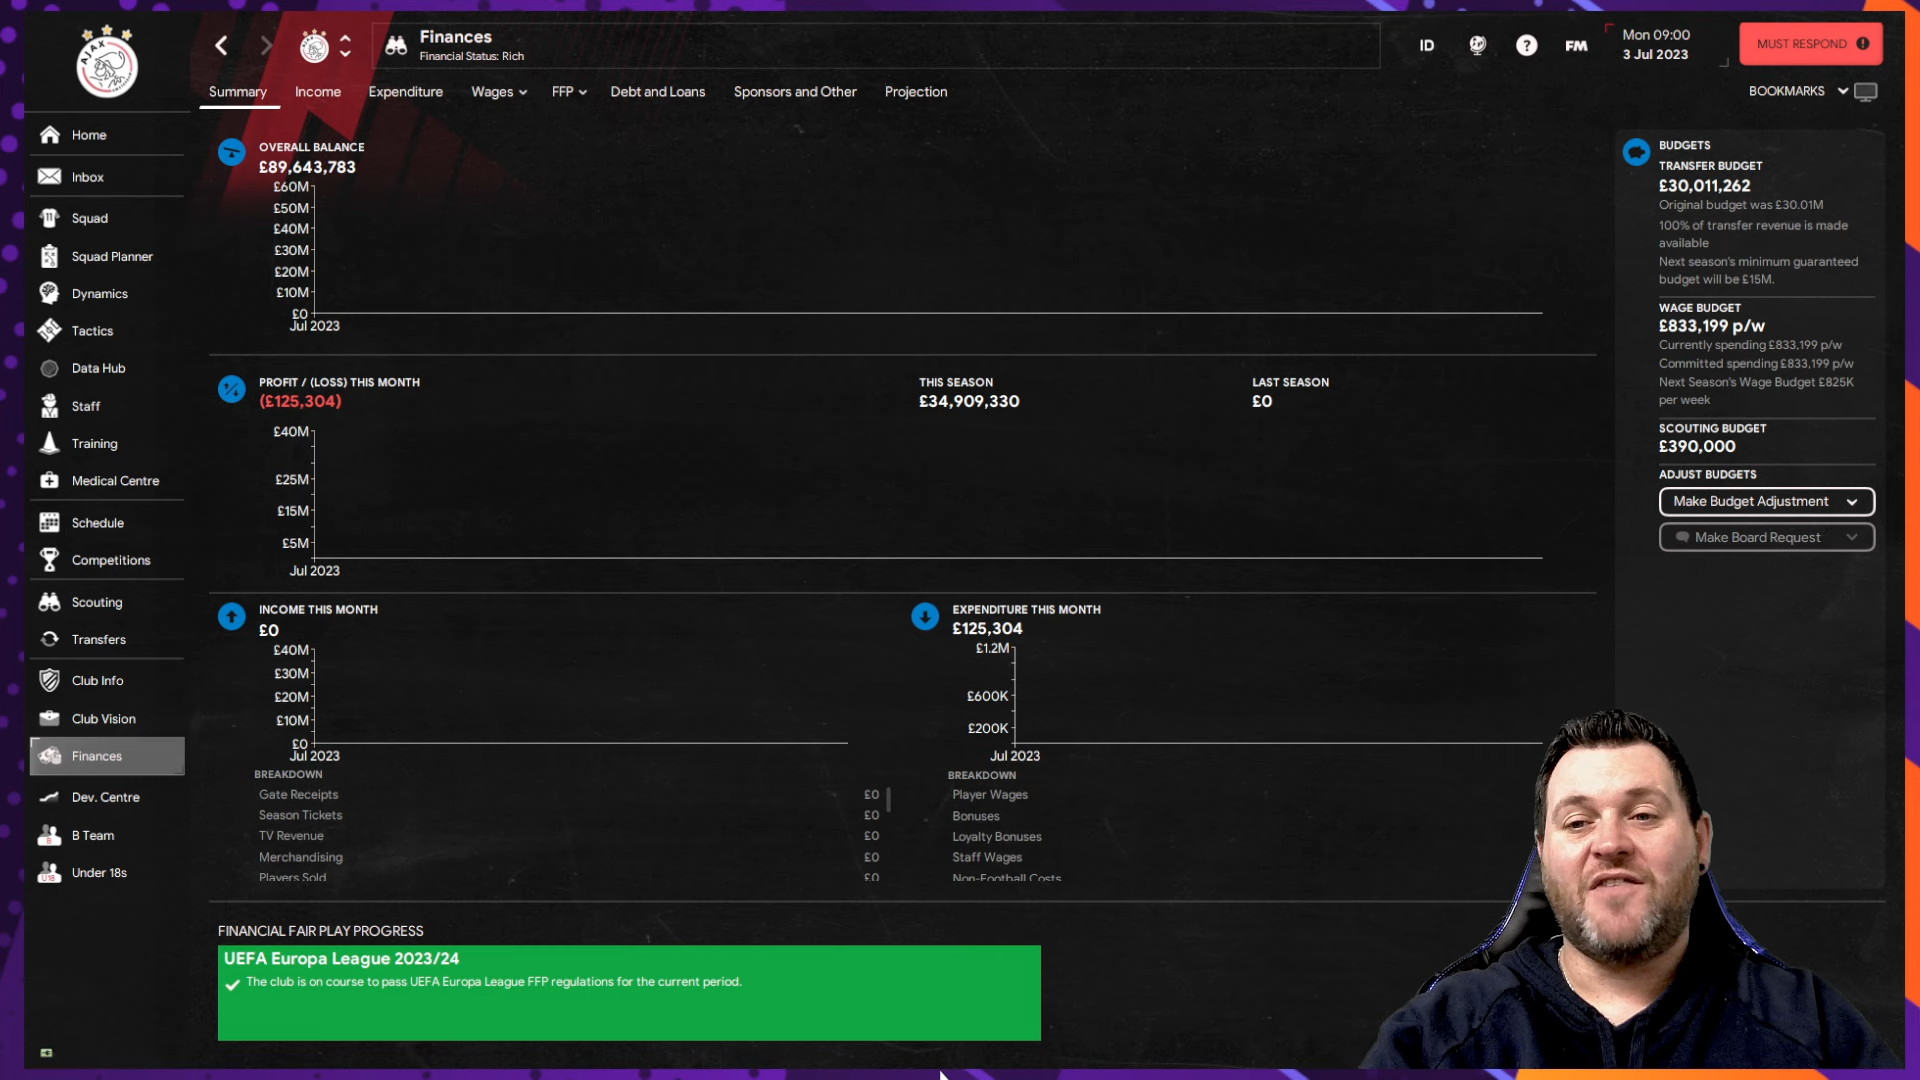 AJAX
Finances
Financial Status: Rich
ID
?
FM
Mon 09:00
3 Jul 2023
MUST RESPOND
Summary
Income
Expenditure
Wages
FFP
Debt and Loans
Sponsors and Other
Projection
BOOKMARKS
Home
Inbox
Squad
Squad Planner
Dynamics
Tactics
Data Hub
Staff
Training
Medical Centre
Schedule
Competitions
Scouting
Transfers
Club Info
Club Vision
Finances
Dev. Centre
B Team
Under 18s
OVERALL BALANCE
£89,643,783
£60M
£50M
£40M
£30M
£20M
£10M
£0
Jul 2023
PROFIT / (LOSS) THIS MONTH
(£125,304)
THIS SEASON
£34,909,330
LAST SEASON
£0
£40M
£25M
£15M
£5M
Jul 2023
INCOME THIS MONTH
£0
£40M
£30M
£20M
£10M
£0
Jul 2023
BREAKDOWN
Gate Receipts £0
Season Tickets £0
TV Revenue £0
Merchandising £0
Players Sold £0
EXPENDITURE THIS MONTH
£125,304
£1.2M
£600K
£200K
Jul 2023
BREAKDOWN
Player Wages
Bonuses
Loyalty Bonuses
Staff Wages
Non-Football Costs
BUDGETS
TRANSFER BUDGET
£30,011,262
Original budget was £30.01M
100% of transfer revenue is made
available
Next season's minimum guaranteed
budget will be £15M.
WAGE BUDGET
£833,199 p/w
Currently spending £833,199 p/w
Committed spending £833,199 p/w
Next Season's Wage Budget £825K
per week
SCOUTING BUDGET
£390,000
ADJUST BUDGETS
Make Budget Adjustment
Make Board Request
FINANCIAL FAIR PLAY PROGRESS
UEFA Europa League 2023/24
The club is on course to pass UEFA Europa League FFP regulations for the current period.